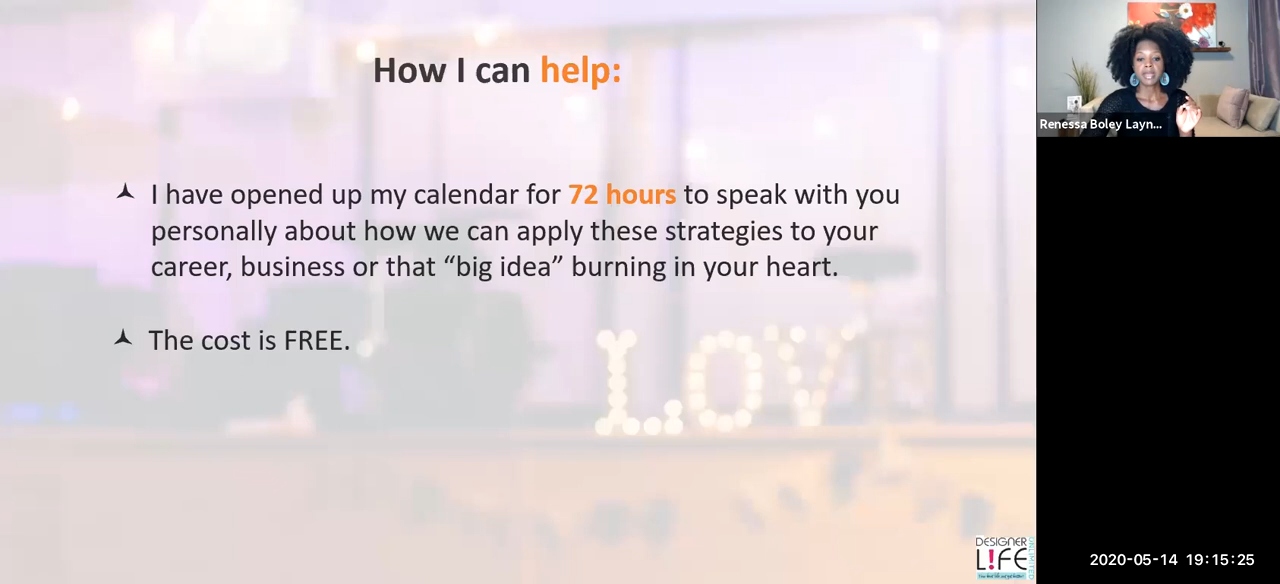 How I can help:
I have opened up my calendar for 72 hours to speak with you
personally about how we can apply these strategies to your
career, business or that “big idea” burning in your heart.
The cost is FREE.
LOV
DESIGNER
L!FE
UNLIMITED
Renessa Boley Layn...
2020-05-14 19:15:25